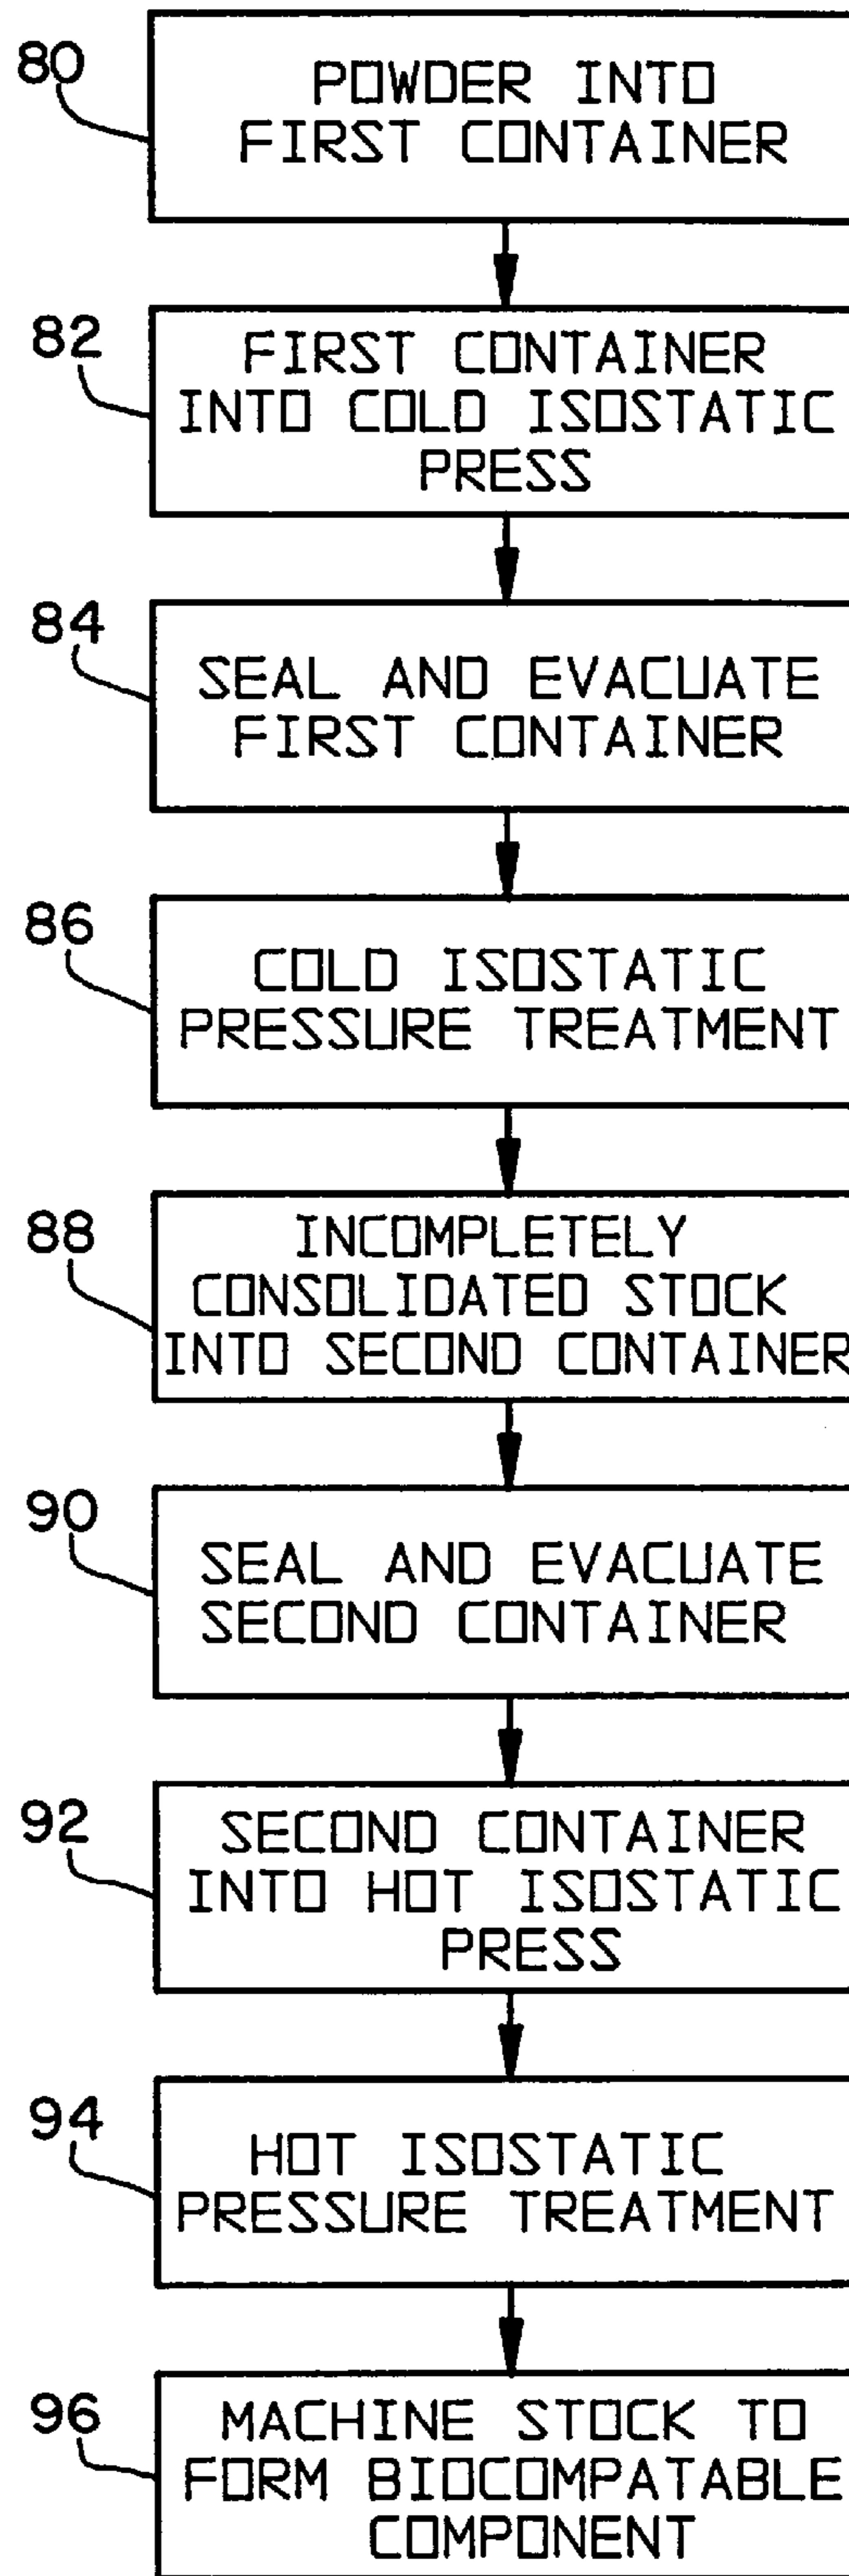 80
POWDER INTO
FIRST CONTAINER
82
FIRST CONTAINER
INTO COLD ISOSTATIC
PRESS
84
SEAL AND EVACUATE
FIRST CONTAINER
86
COLD ISOSTATIC
PRESSURE TREATMENT
88
INCOMPLETELY
CONSOLIDATED STOCK
INTO SECOND CONTAINER
90
SEAL AND EVACUATE
SECOND CONTAINER
92
SECOND CONTAINER
INTO HOT ISOSTATIC
PRESS
94
HOT ISOSTATIC
PRESSURE TREATMENT
96
MACHINE STOCK TO
FORM BIOCOMPATABLE
COMPONENT